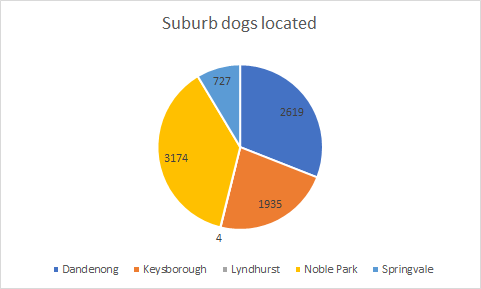 Suburb dogs located
727
2619
3174
1935
4
Dandenong Keysborough Lyndhurst Noble Park Springvale